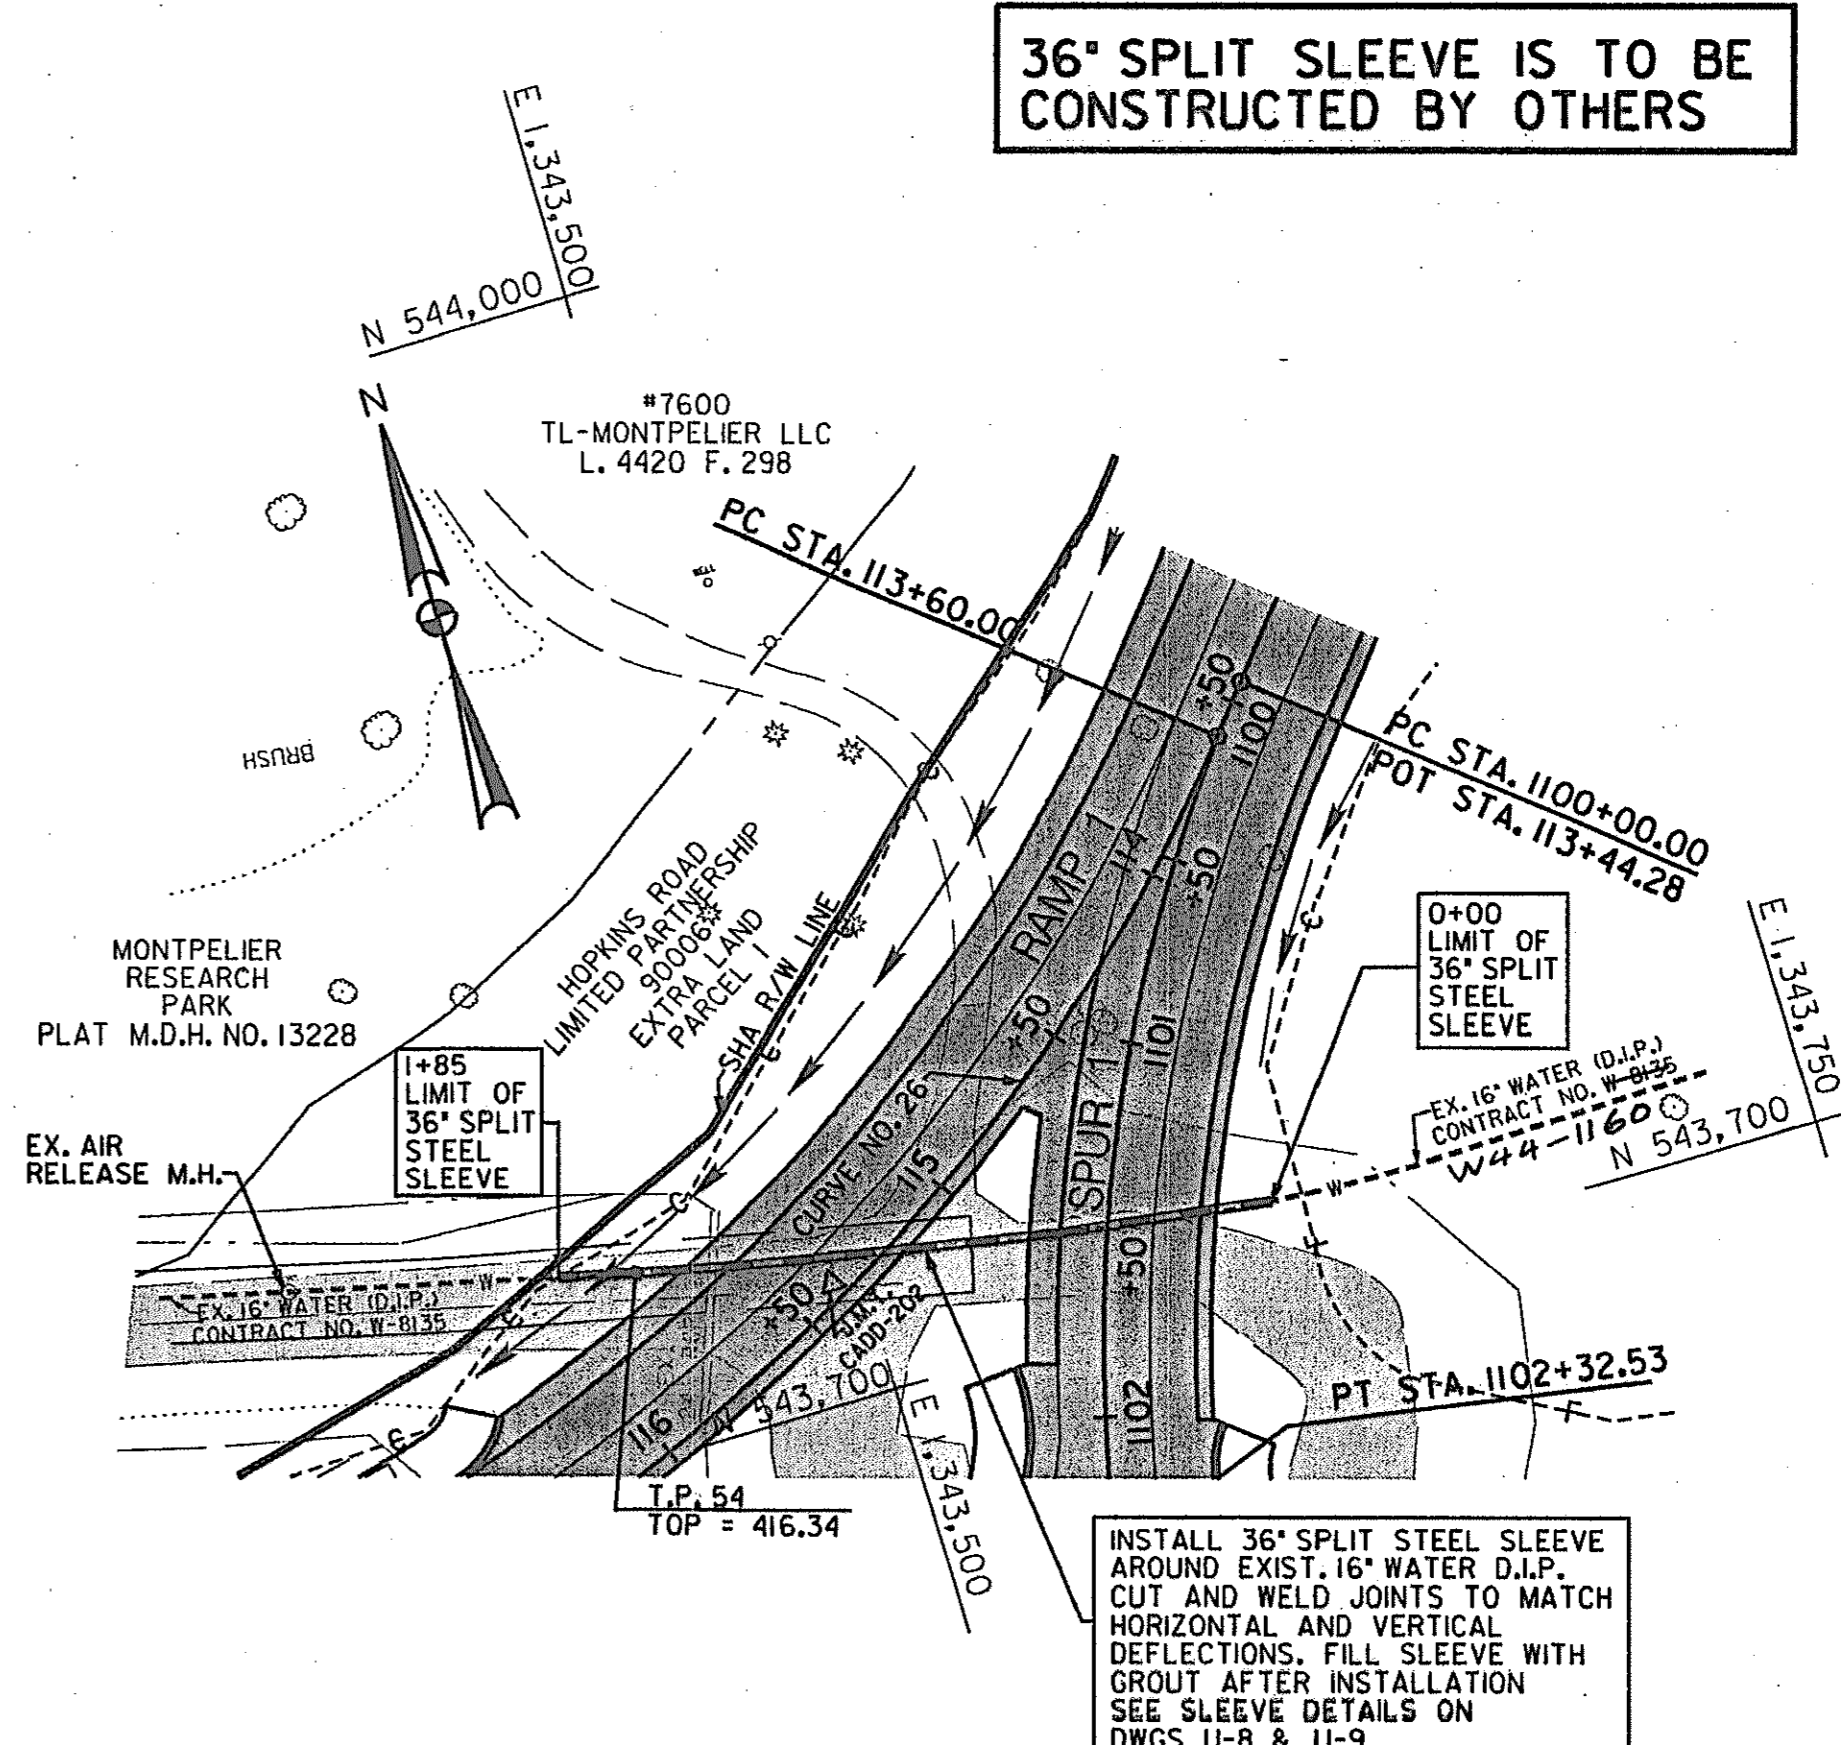 36" SPLIT SLEEVE IS TO BE
CONSTRUCTED BY OTHERS
E 1,343,500
N 544,000
N
#7600
TL-MONTPELIER LLC
L. 4420 F. 298
PC STA. 113+60.00
+50
1100
PC STA. 1100+00.00
POT STA. 113+44.28
BRUSH
HOPKINS ROAD
LIMITED PARTNERSHIP
90006
EXTRA LAND
PARCEL 1
SHA R/W LINE
RAMP 7
114
+50
0+00
LIMIT OF
36" SPLIT
STEEL
SLEEVE
E 1,343,750
MONTPELIER
RESEARCH
PARK
PLAT M.D.H. NO. 13228
+50
1101
1+85
LIMIT OF
36" SPLIT
STEEL
SLEEVE
EX. AIR
RELEASE M.H.
CURVE NO. 26
115
SPUR 1
EX. 16" WATER (D.I.P.)
CONTRACT NO. W-8135
W44-1160
N 543,700
W
W
EX. 16" WATER (D.I.P.)
CONTRACT NO. W-8135
+50
J.M.T.
CADD-202
+50
N 543,700
E 1,343,500
116
1102
PT STA. 1102+32.53
T.P. 54
TOP = 416.34
INSTALL 36" SPLIT STEEL SLEEVE
AROUND EXIST. 16" WATER D.I.P.
CUT AND WELD JOINTS TO MATCH
HORIZONTAL AND VERTICAL
DEFLECTIONS. FILL SLEEVE WITH
GROUT AFTER INSTALLATION
SEE SLEEVE DETAILS ON
DWGS U-8 & U-9